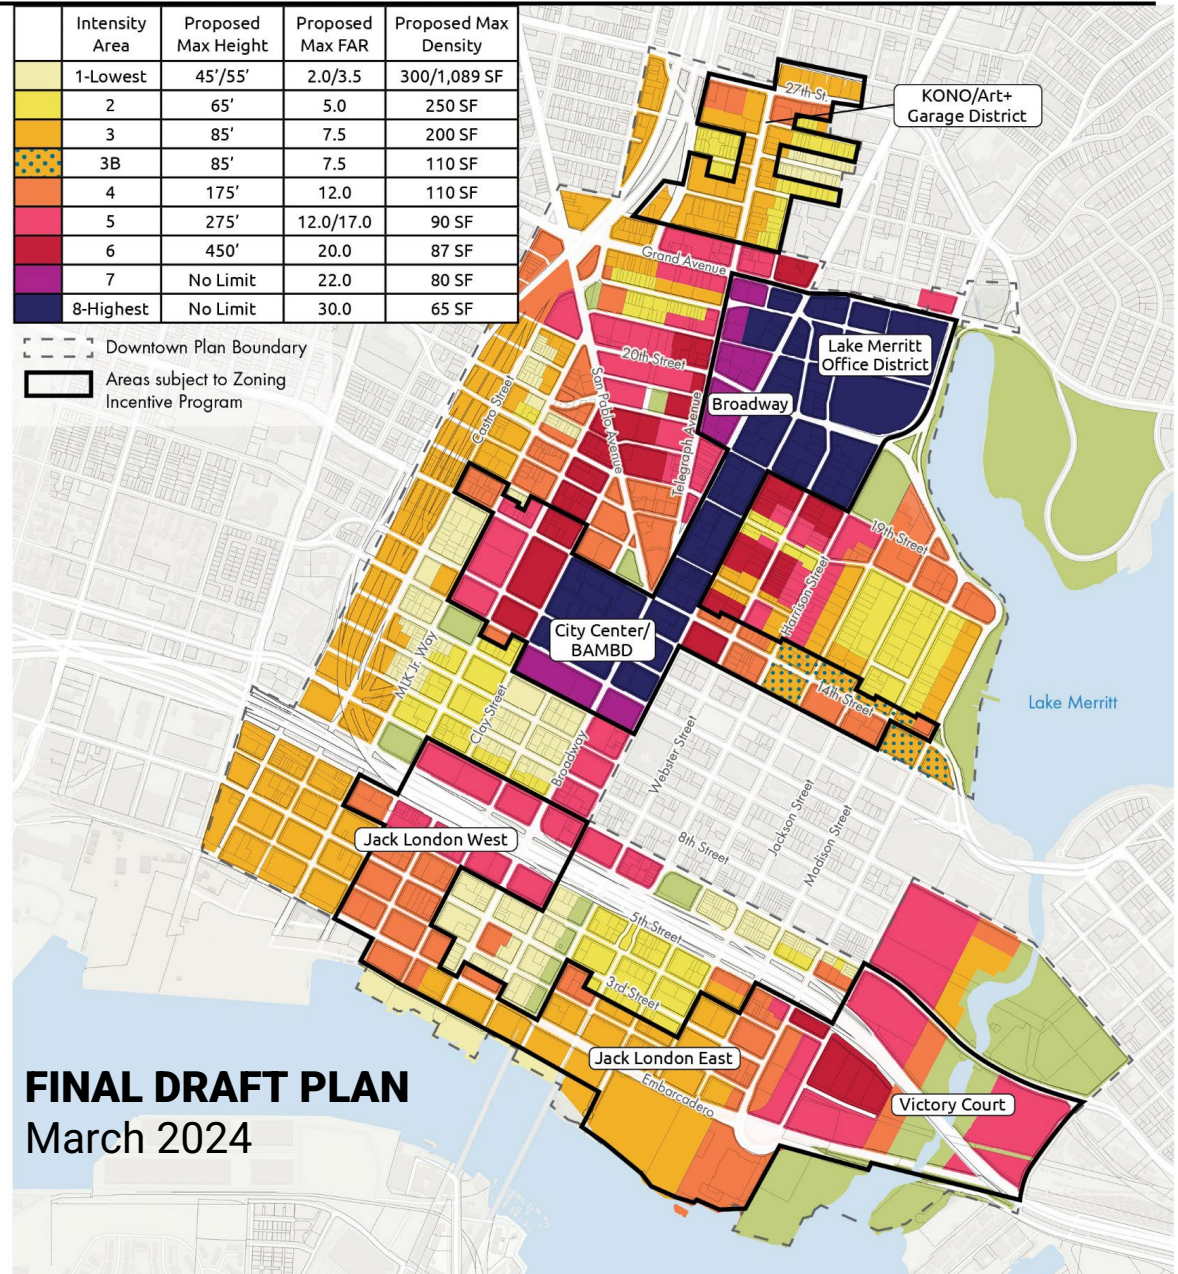 Intensity Area
Proposed Max Height
Proposed Max FAR
Proposed Max Density
1-Lowest 45'/55' 2.0/3.5 300/1,089 SF
2 65' 5.0 250 SF
3 85' 7.5 200 SF
3B 85' 7.5 110 SF
4 175' 12.0 110 SF
5 275' 12.0/17.0 90 SF
6 450' 20.0 87 SF
7 No Limit 22.0 80 SF
8-Highest No Limit 30.0 65 SF
Downtown Plan Boundary
Areas subject to Zoning
Incentive Program
27th St.
KONO/Art+
Garage District
Grand Avenue
Lake Merritt
Office District
20th Street
Broadway
Castro Street
San Pablo Avenue
Telegraph Avenue
19th Street
Harrison Street
City Center/
BAMBD
MLK Jr. Way
14th Street
Lake Merritt
Clay Street
Broadway
Webster Street
Jackson Street
Madison Street
8th Street
Jack London West
5th Street
3rd Street
Jack London East
Embarcadero
Victory Court
FINAL DRAFT PLAN
March 2024